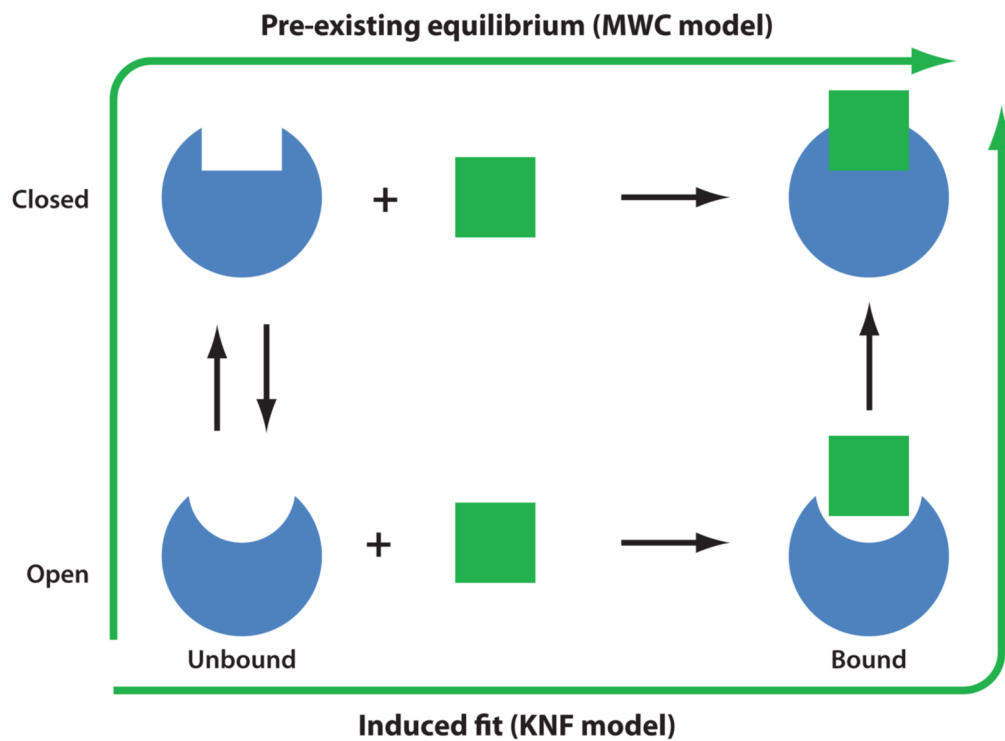 Pre-existing equilibrium (MWC model)
Closed
+
Open
+
Unbound
Bound
Induced fit (KNF model)